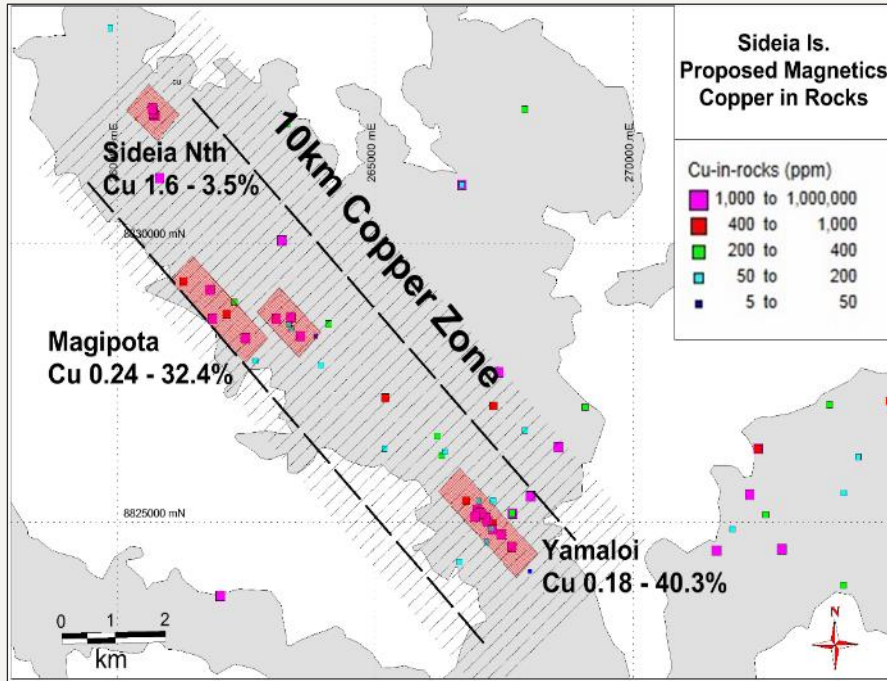 Sideia Is.
Proposed Magnetics
Copper in Rocks
Cu-in-rocks (ppm)
1,000 to 1,000,000
400 to 1,000
200 to 400
50 to 200
5 to 50
cu
Sideia Nth
Cu 1.6 - 3.5%
10km Copper Zone
265000 mE
270000 mE
8830000 mN
Magipota
Cu 0.24 - 32.4%
8825000 mN
Yamaloi
Cu 0.18 - 40.3%
0 1 2
km
N